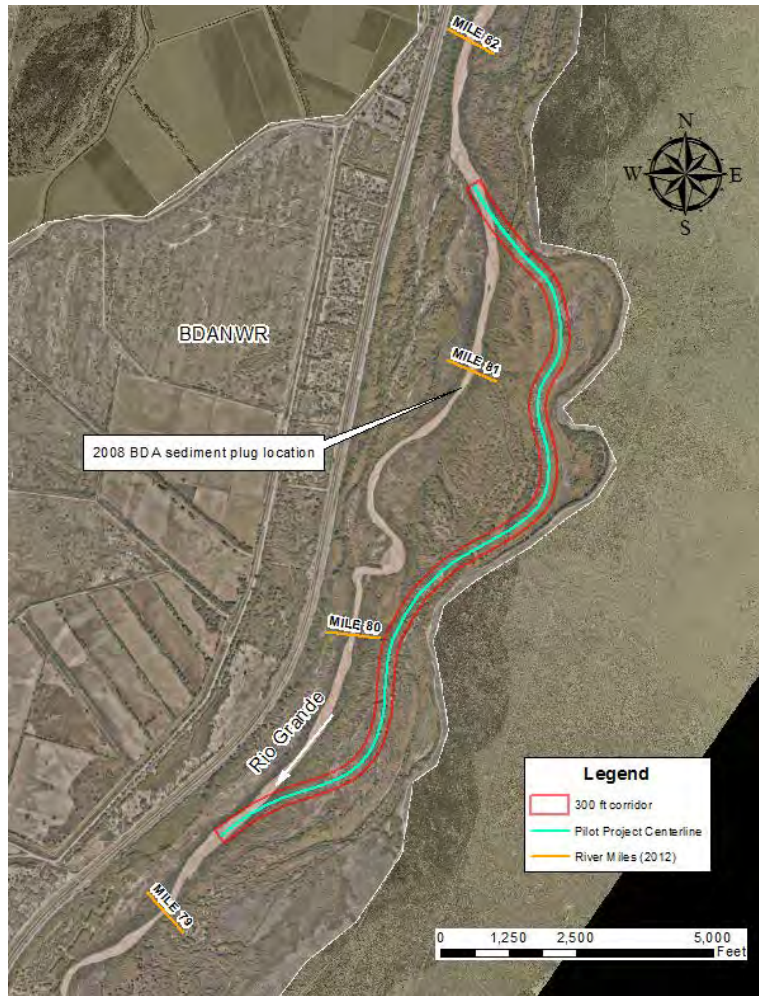 MILE 82
N
W E
S
BDANWR
MILE 81
2008 BDA sediment plug location
MILE 80
Rio Grande
MILE 79
Legend
300 ft corridor
Pilot Project Centerline
River Miles (2012)
0 1,250 2,500 5,000
Feet